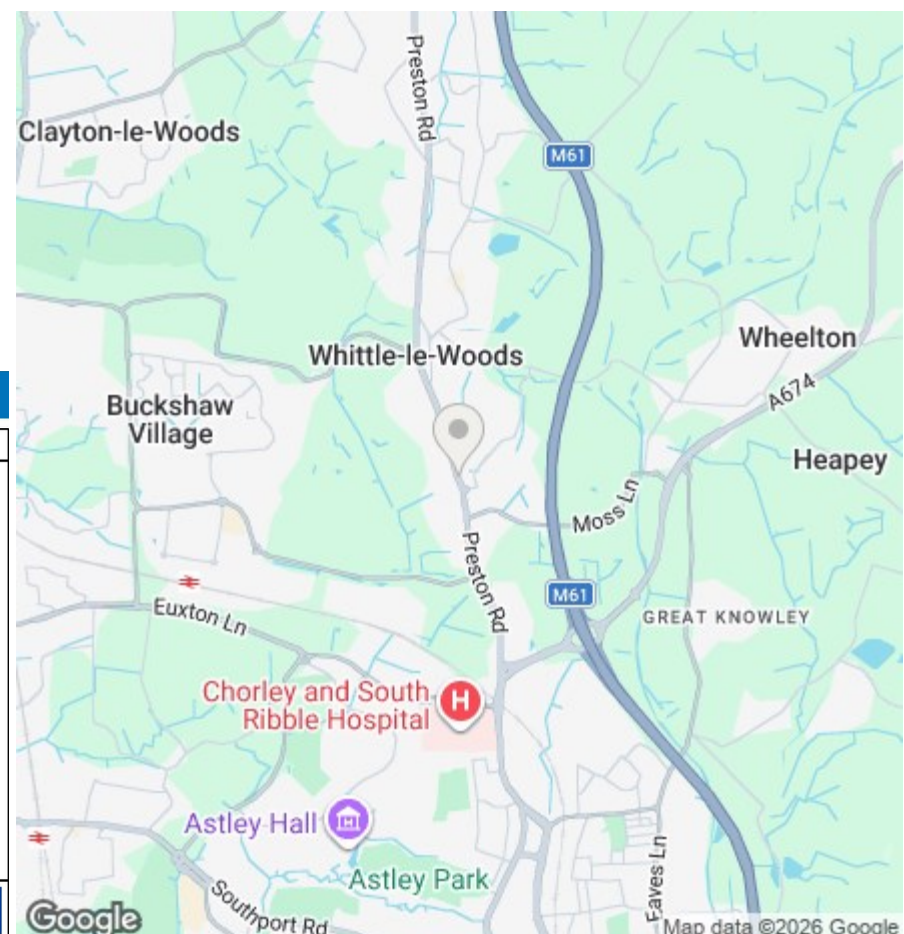 Preston Rd
Clayton-le-Woods
M61
Whittle-le-Woods
Wheelton
A674
Buckshaw
Village
Heapey
Moss Ln
Preston Rd
M61
Euxton Ln
GREAT KNOWLEY
Chorley and South
Ribble Hospital
H
Astley Hall
Astley Park
Eaves Ln
Southport Rd
Google
Map data ©2026 Google